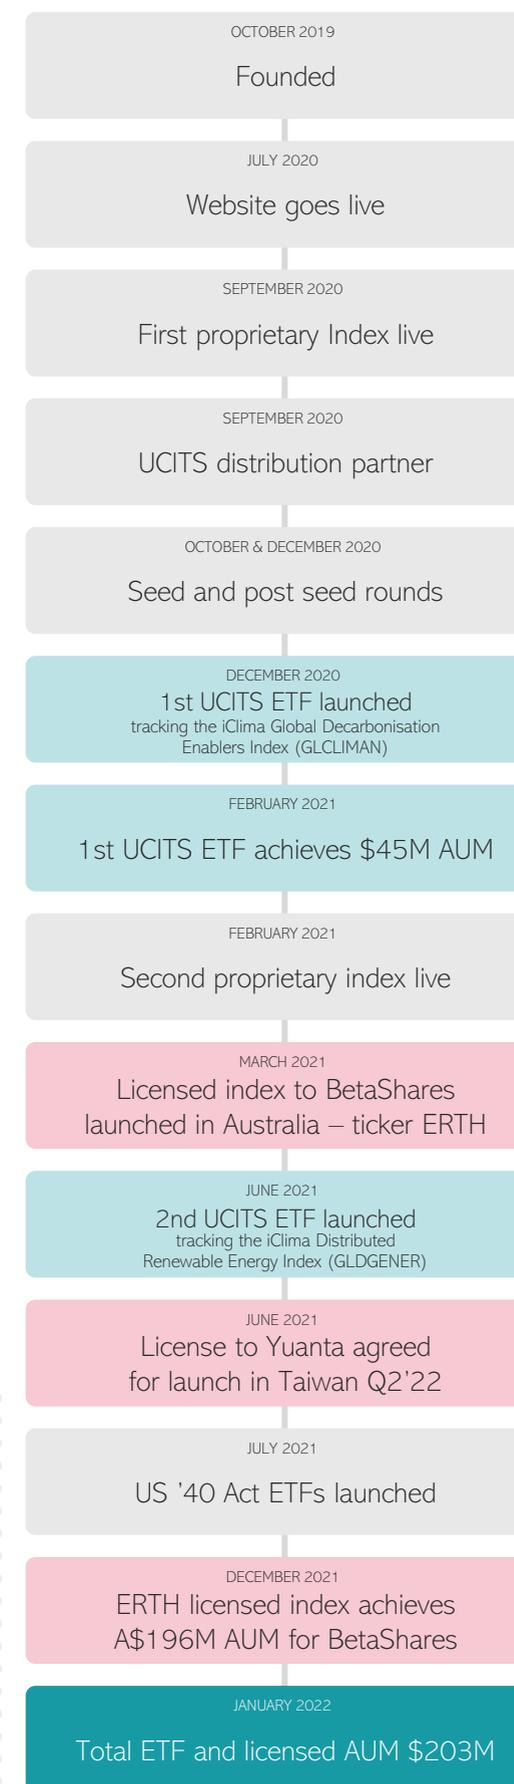 OCTOBER 2019
Founded
JULY 2020
Website goes live
SEPTEMBER 2020
First proprietary Index live
SEPTEMBER 2020
UCITS distribution partner
OCTOBER & DECEMBER 2020
Seed and post seed rounds
DECEMBER 2020
1st UCITS ETF launched
tracking the iClima Global Decarbonisation
Enablers Index (GLCLIMAN)
FEBRUARY 2021
1st UCITS ETF achieves $45M AUM
FEBRUARY 2021
Second proprietary index live
MARCH 2021
Licensed index to BetaShares
launched in Australia – ticker ERTH
JUNE 2021
2nd UCITS ETF launched
tracking the iClima Distributed
Renewable Energy Index (GLDGENER)
JUNE 2021
License to Yuanta agreed
for launch in Taiwan Q2’22
JULY 2021
US ’40 Act ETFs launched
DECEMBER 2021
ERTH licensed index achieves
A$196M AUM for BetaShares
JANUARY 2022
Total ETF and licensed AUM $203M